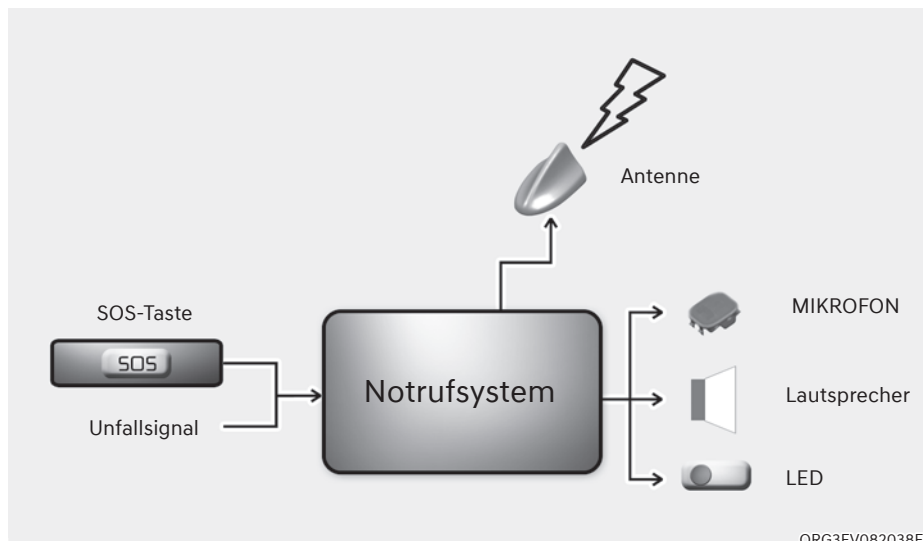 Antenne
SOS-Taste
SOS
Unfallsignal
Notrufsystem
MIKROFON
Lautsprecher
LED